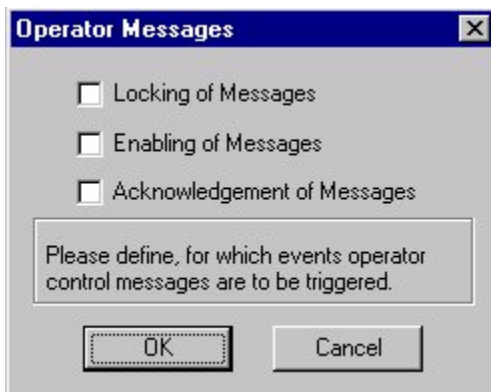 Operator Messages
Locking of Messages
Enabling of Messages
Acknowledgement of Messages
Please define, for which events operator
control messages are to be triggered.
OK
Cancel